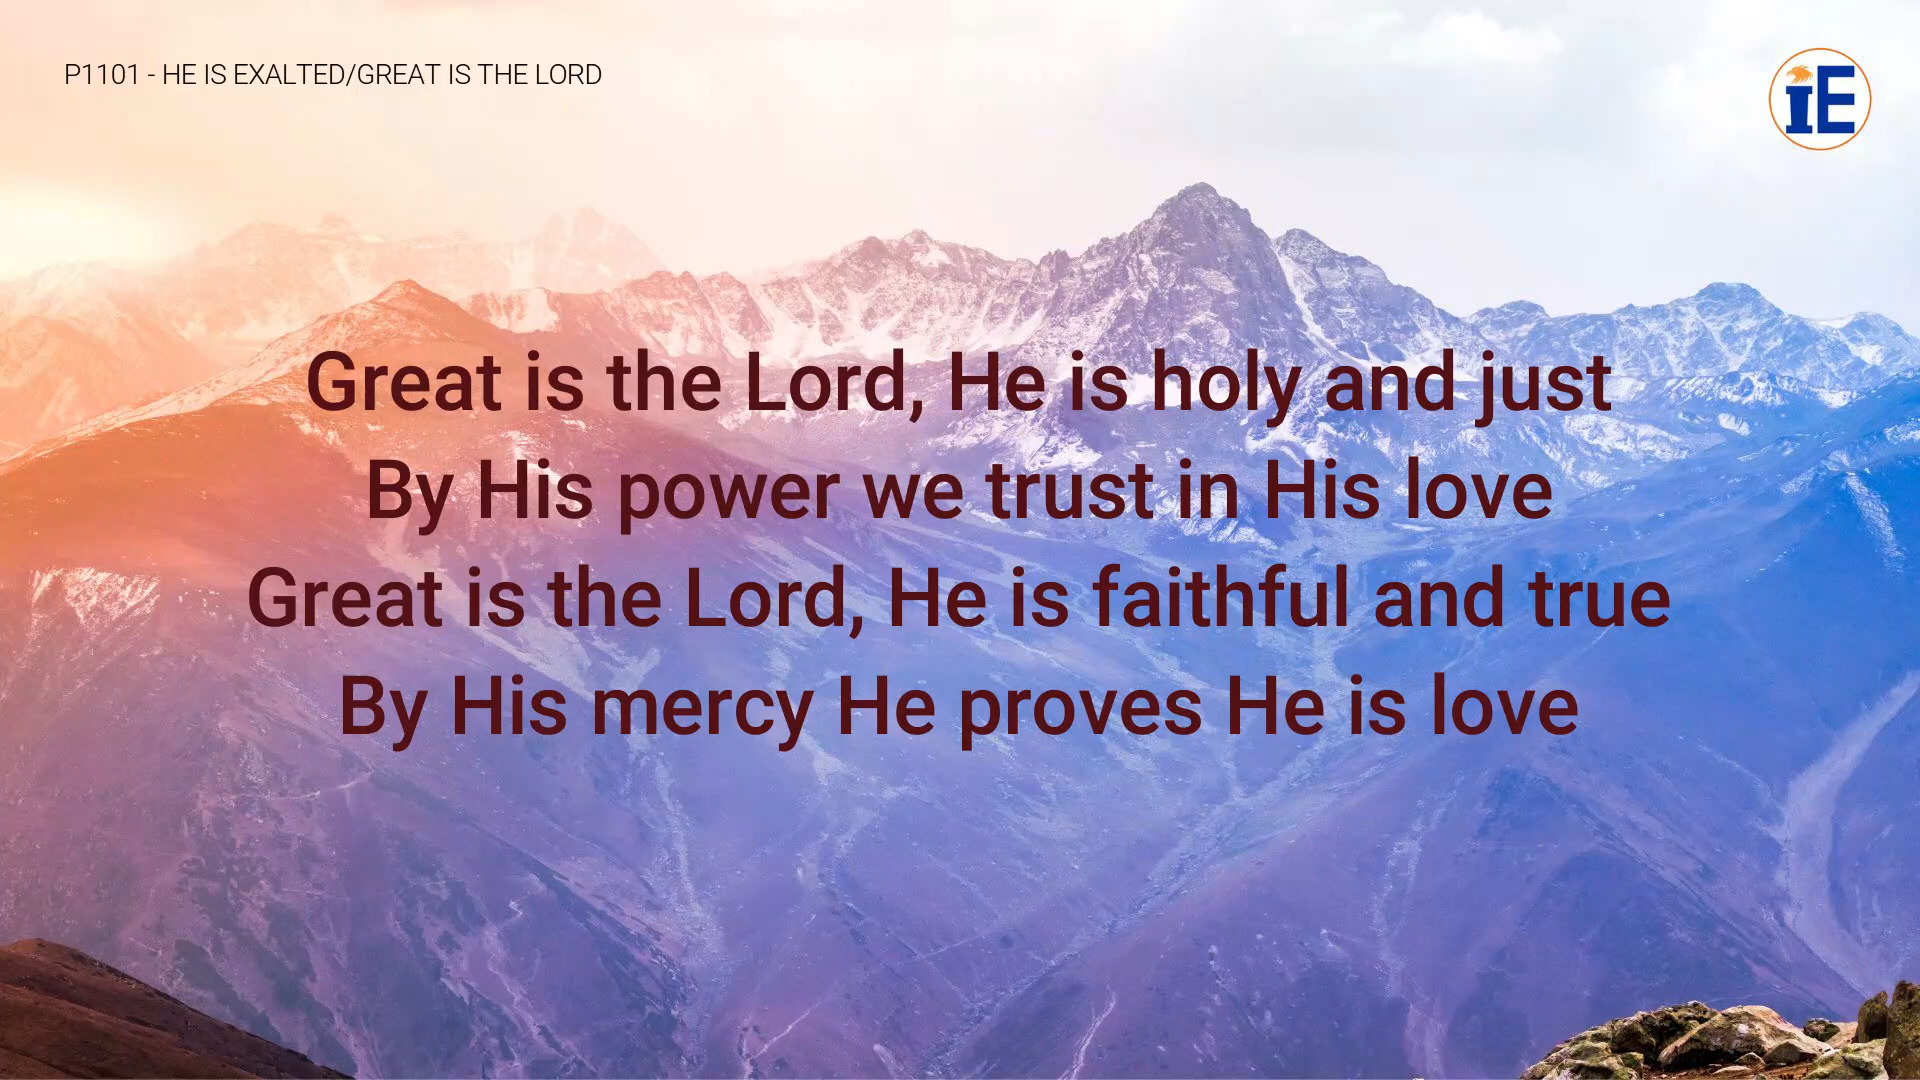 P1101 - HE IS EXALTED/GREAT IS THE LORD
IE
Great is the Lord, He is holy and just
By His power we trust in His love
Great is the Lord, He is faithful and true
By His mercy He proves He is love